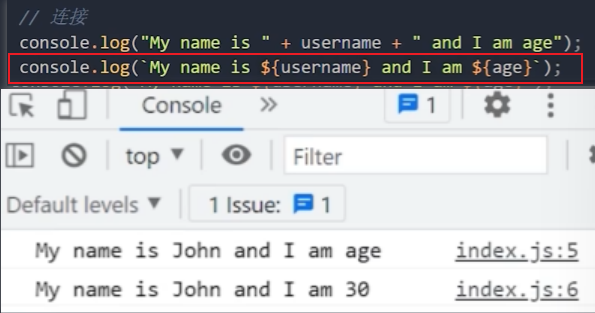 // 连接
console.log("My name is " + username + " and I am age");
console.log(`My name is ${username} and I am ${age}`);
Console
1
top
Filter
Default levels
1 Issue: 1
My name is John and I am age index.js:5
My name is John and I am 30 index.js:6